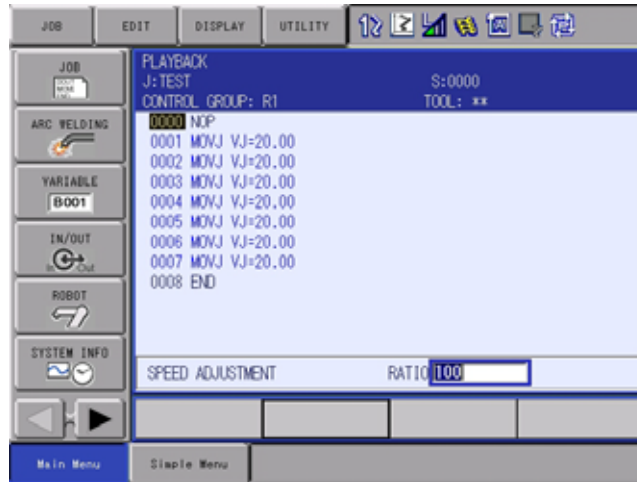 JOB EDIT DISPLAY UTILITY
JOB
ARC WELDING
VARIABLE
B001
IN/OUT
In Out
ROBOT
SYSTEM INFO
PLAYBACK
J:TEST S:0000
CONTROL GROUP: R1 TOOL: **
0000 NOP
0001 MOVJ VJ=20.00
0002 MOVJ VJ=20.00
0003 MOVJ VJ=20.00
0004 MOVJ VJ=20.00
0005 MOVJ VJ=20.00
0006 MOVJ VJ=20.00
0007 MOVJ VJ=20.00
0008 END
SPEED ADJUSTMENT RATIO 100
Main Menu Simple Menu